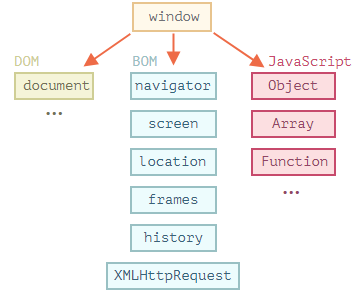 window
DOM
BOM
JavaScript
document
navigator
Object
...
screen
Array
location
Function
frames
...
history
XMLHttpRequest